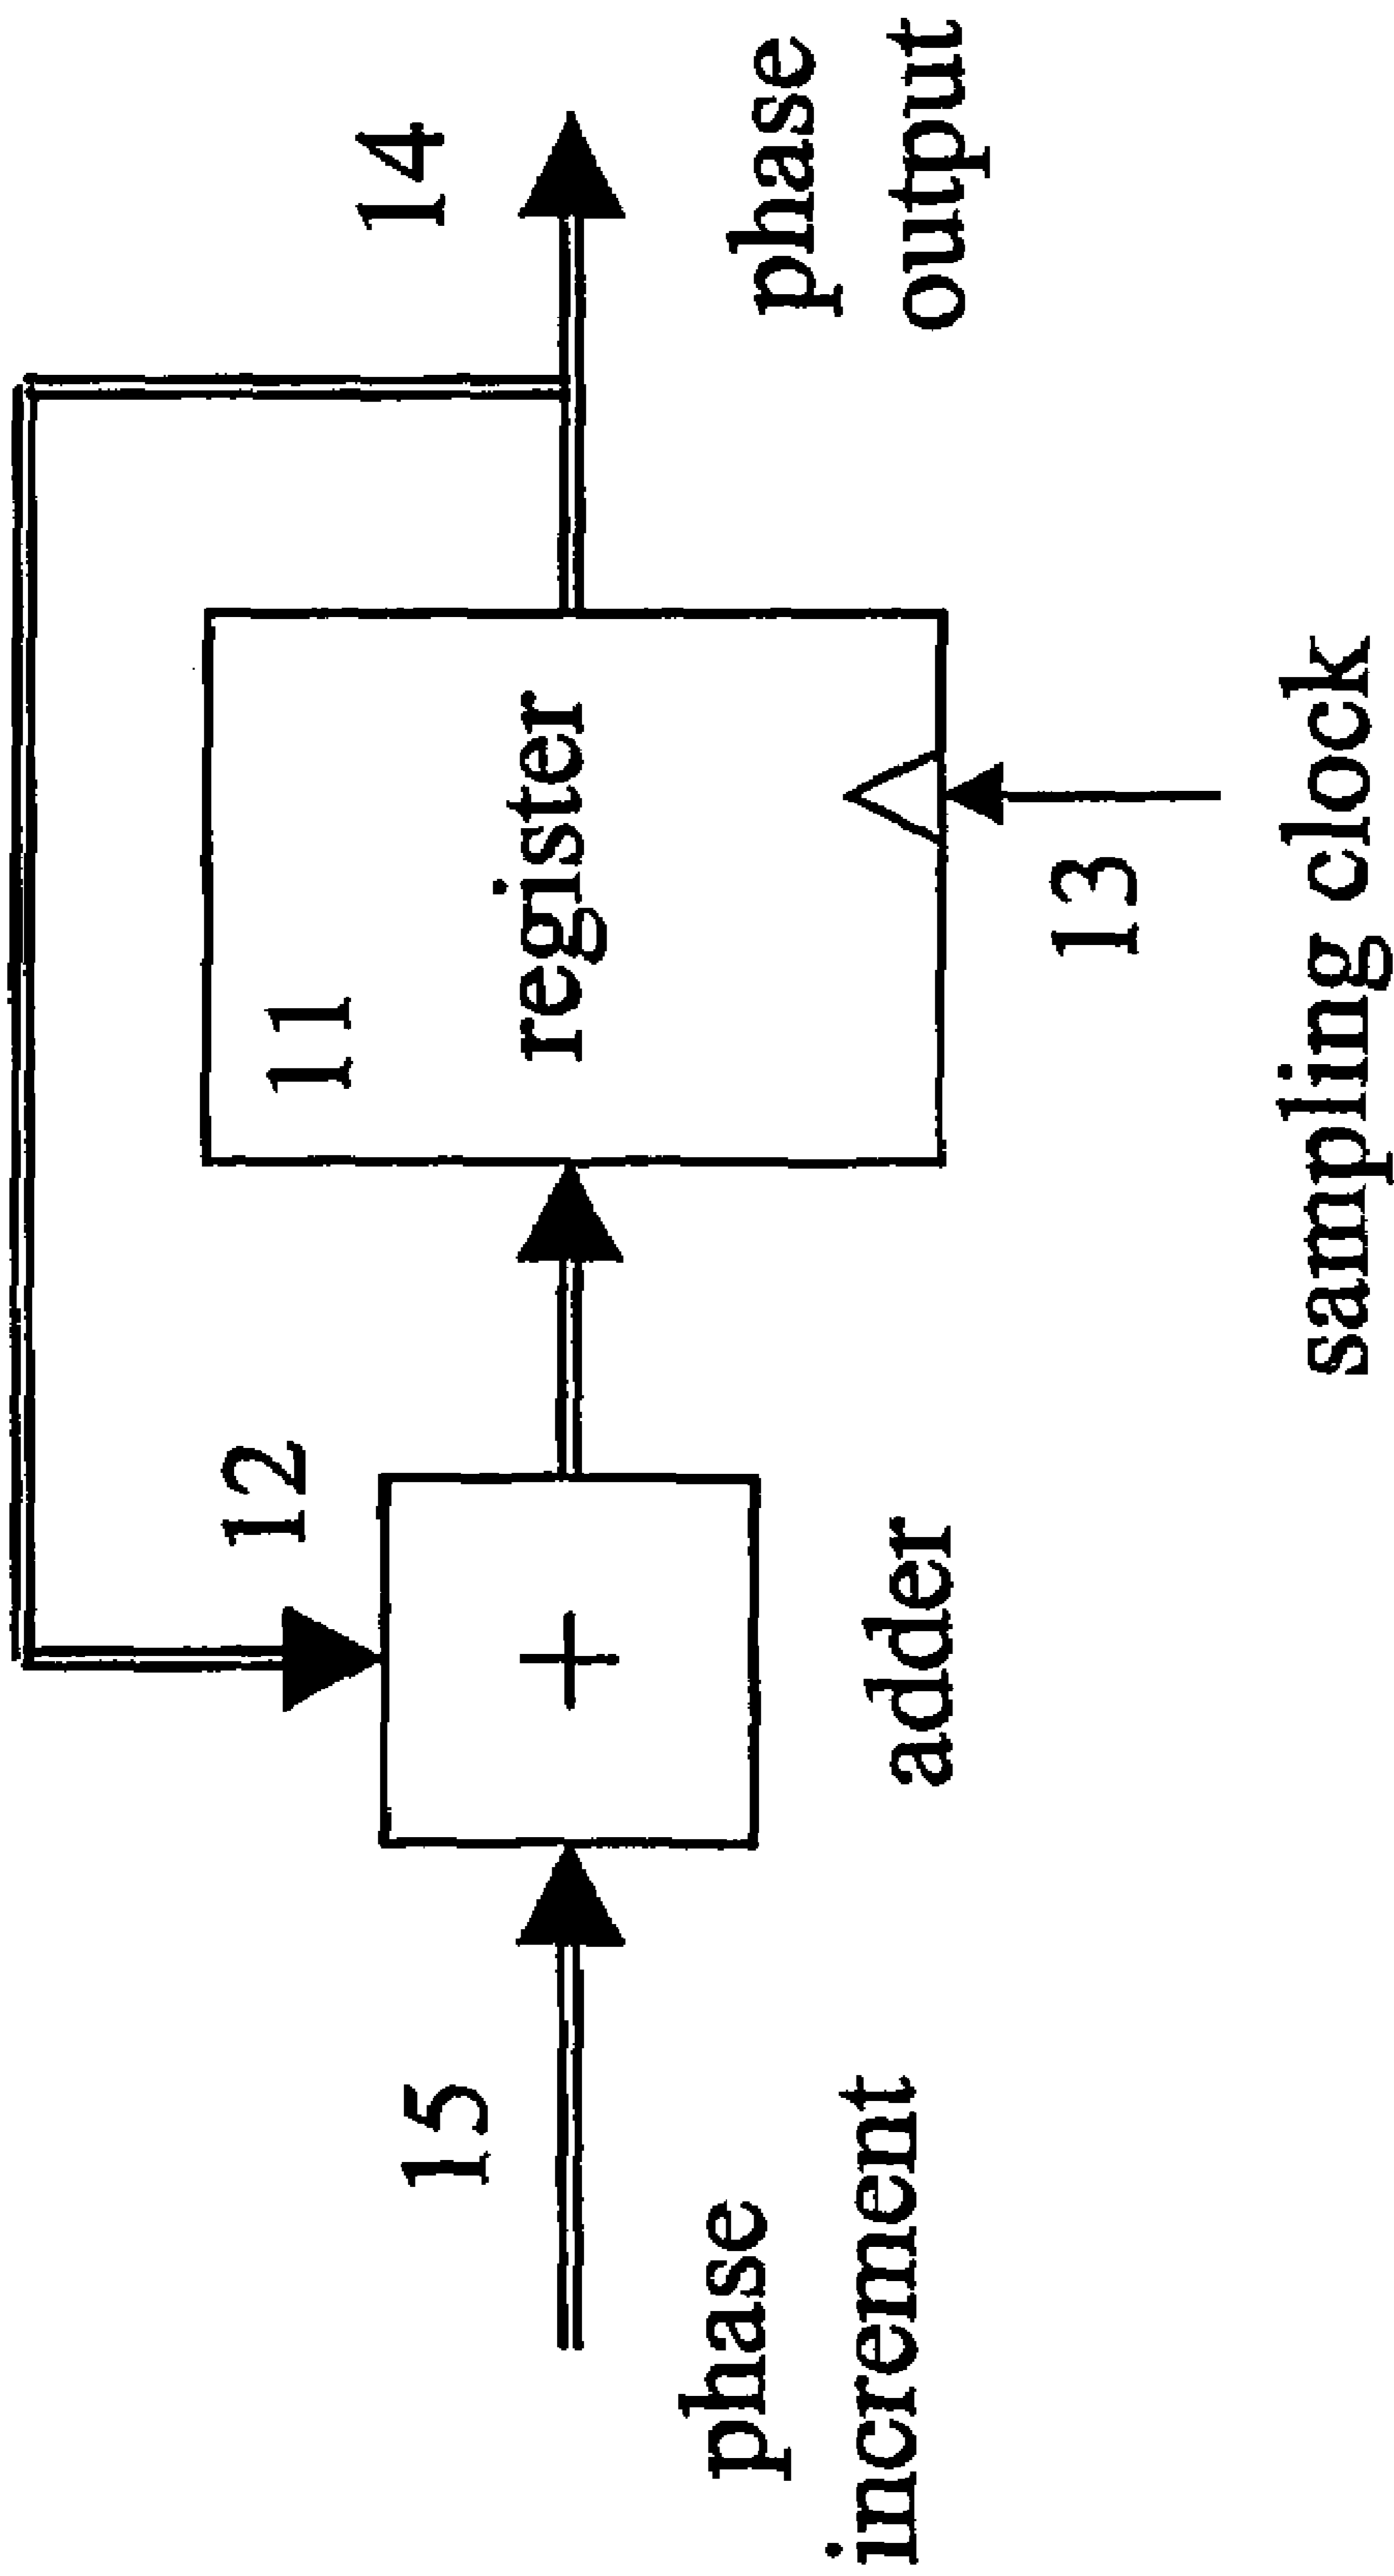 14
12
11
15
register
phase
output
phase
increment
adder
13
sampling clock